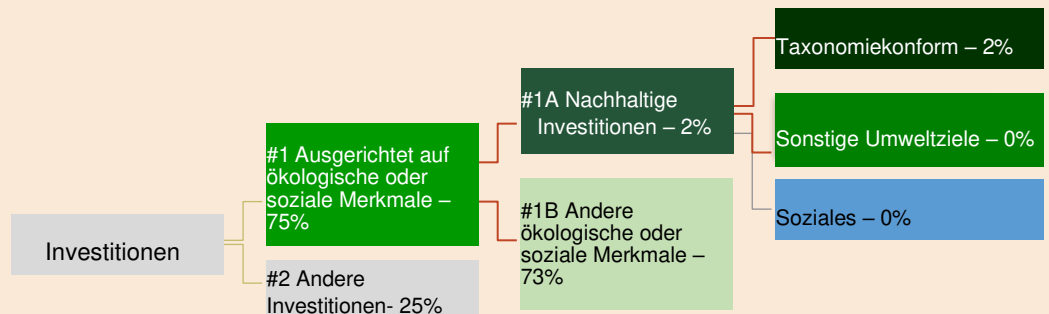 Investitionen
#1 Ausgerichtet auf
ökologische oder
soziale Merkmale –
75%
#2 Andere
Investitionen- 25%
#1A Nachhaltige
Investitionen – 2%
#1B Andere
ökologische oder
soziale Merkmale –
73%
Taxonomiekonform – 2%
Sonstige Umweltziele – 0%
Soziales – 0%